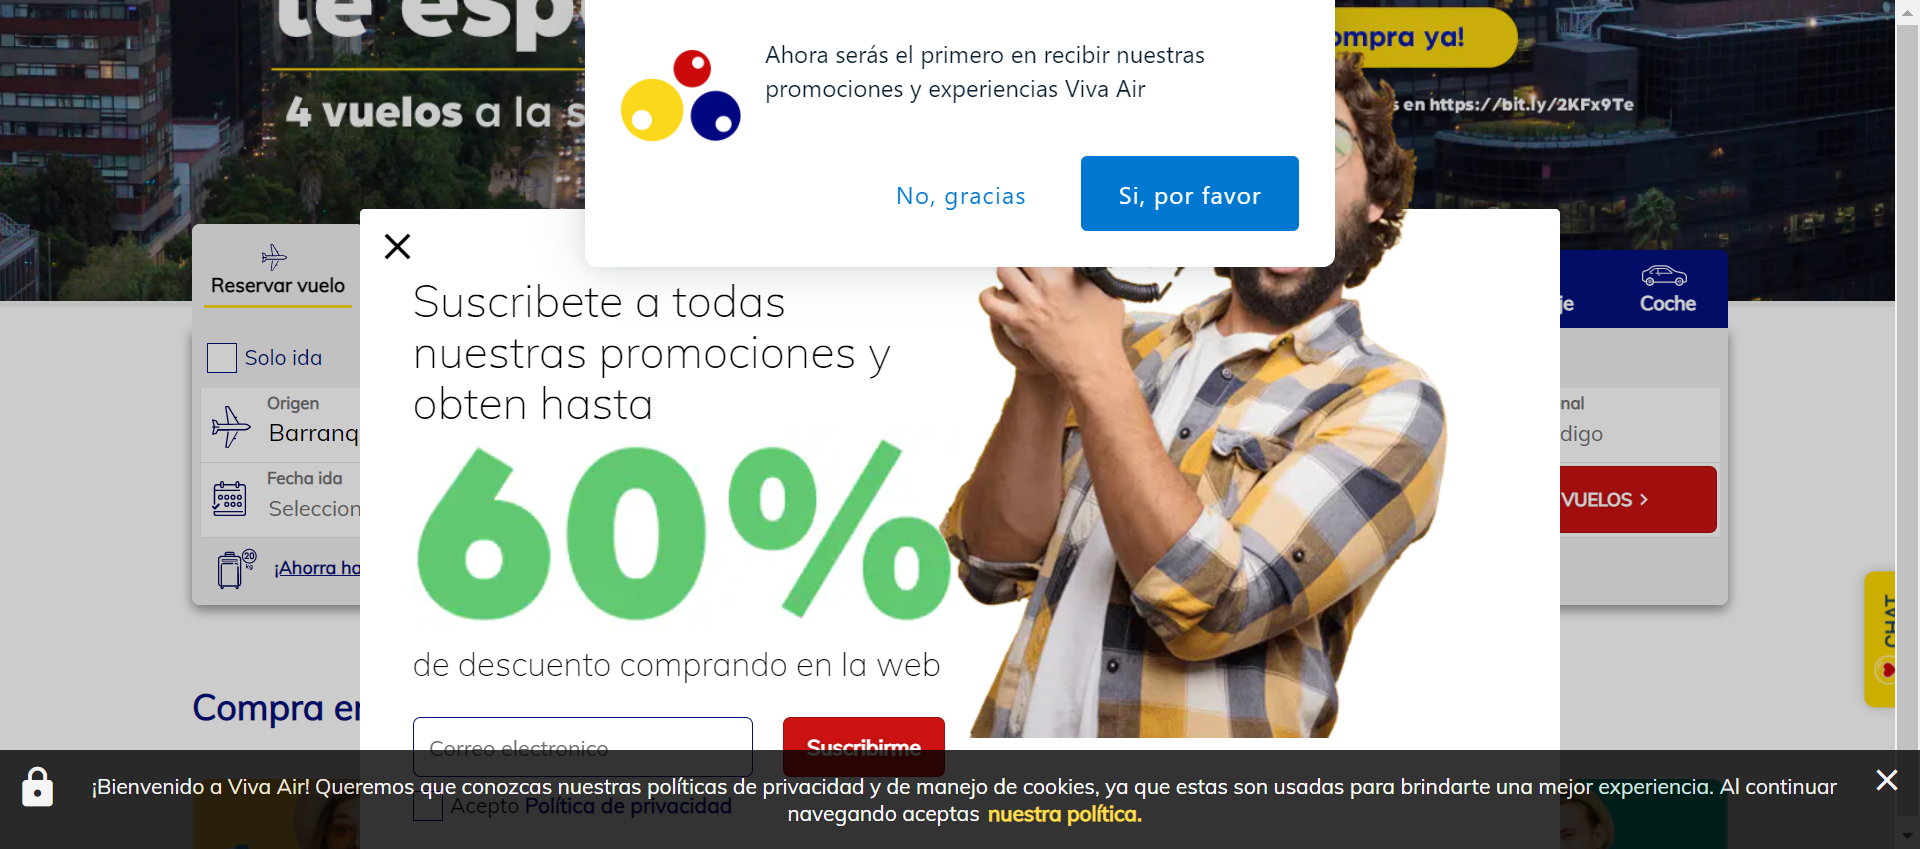 te esp
ompra ya!
4 vuelos a la s
s en https://bit.ly/2KFx9Te
Ahora serás el primero en recibir nuestras
promociones y experiencias Viva Air
No, gracias
Si, por favor
Reservar vuelo
je
Coche
Solo ida
Origen
Barranq
Fecha ida
Seleccion
20
kg
¡Ahorra ha
nal
digo
VUELOS >
Suscribete a todas
nuestras promociones y
obten hasta
60%
de descuento comprando en la web
Correo electronico
Suscribirme
Acepto Política de privacidad
CHAT
Compra en
¡Bienvenido a Viva Air! Queremos que conozcas nuestras políticas de privacidad y de manejo de cookies, ya que estas son usadas para brindarte una mejor experiencia. Al continuar
navegando aceptas nuestra política.